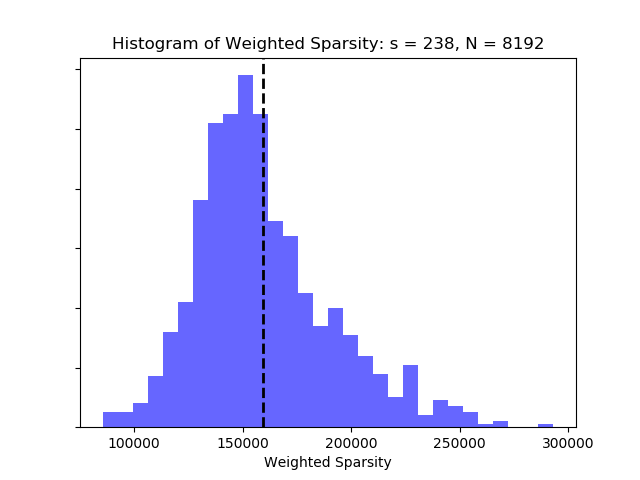 Histogram of Weighted Sparsity: s = 238, N = 8192
100000 150000 200000 250000 300000
Weighted Sparsity